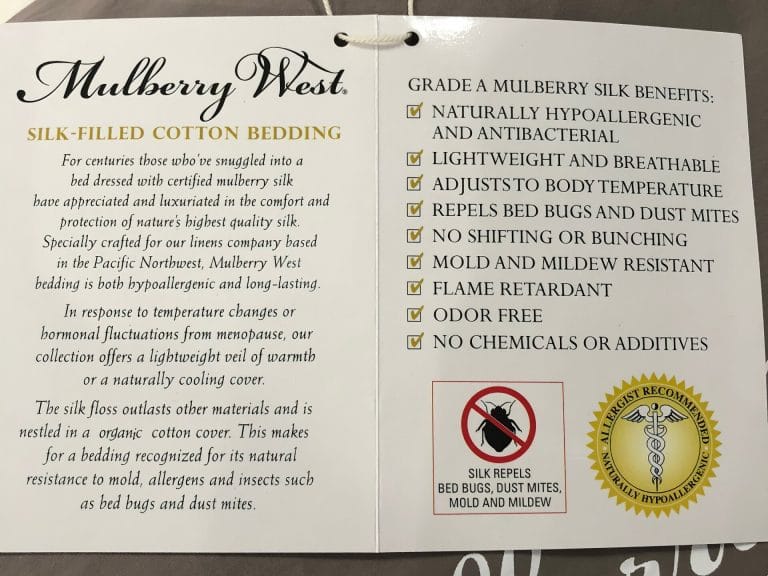 Mulberry West®
SILK-FILLED COTTON BEDDING
For centuries those who've snuggled into a
bed dressed with certified mulberry silk
have appreciated and luxuriated in the comfort and
protection of nature's highest quality silk.
Specially crafted for our linens company based
in the Pacific Northwest, Mulberry West
bedding is both hypoallergenic and long-lasting.
In response to temperature changes or
hormonal fluctuations from menopause, our
collection offers a lightweight veil of warmth
or a naturally cooling cover.
The silk floss outlasts other materials and is
nestled in a organic cotton cover. This makes
for a bedding recognized for its natural
resistance to mold, allergens and insects such
as bed bugs and dust mites.
GRADE A MULBERRY SILK BENEFITS:
NATURALLY HYPOALLERGENIC
AND ANTIBACTERIAL
LIGHTWEIGHT AND BREATHABLE
ADJUSTS TO BODY TEMPERATURE
REPELS BED BUGS AND DUST MITES
NO SHIFTING OR BUNCHING
MOLD AND MILDEW RESISTANT
FLAME RETARDANT
ODOR FREE
NO CHEMICALS OR ADDITIVES
SILK REPELS
BED BUGS, DUST MITES,
MOLD AND MILDEW
ALLERGIST RECOMMENDED
NATURALLY HYPOALLERGENIC